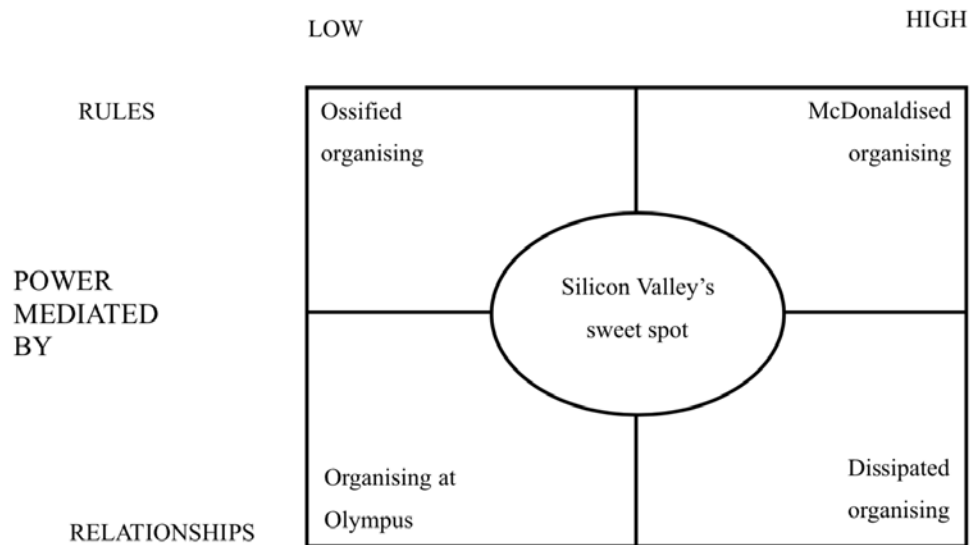 LOW
HIGH
RULES
Ossified
organising
McDonaldised
organising
POWER
MEDIATED
BY
Silicon Valley's
sweet spot
Organising at
Olympus
Dissipated
organising
RELATIONSHIPS